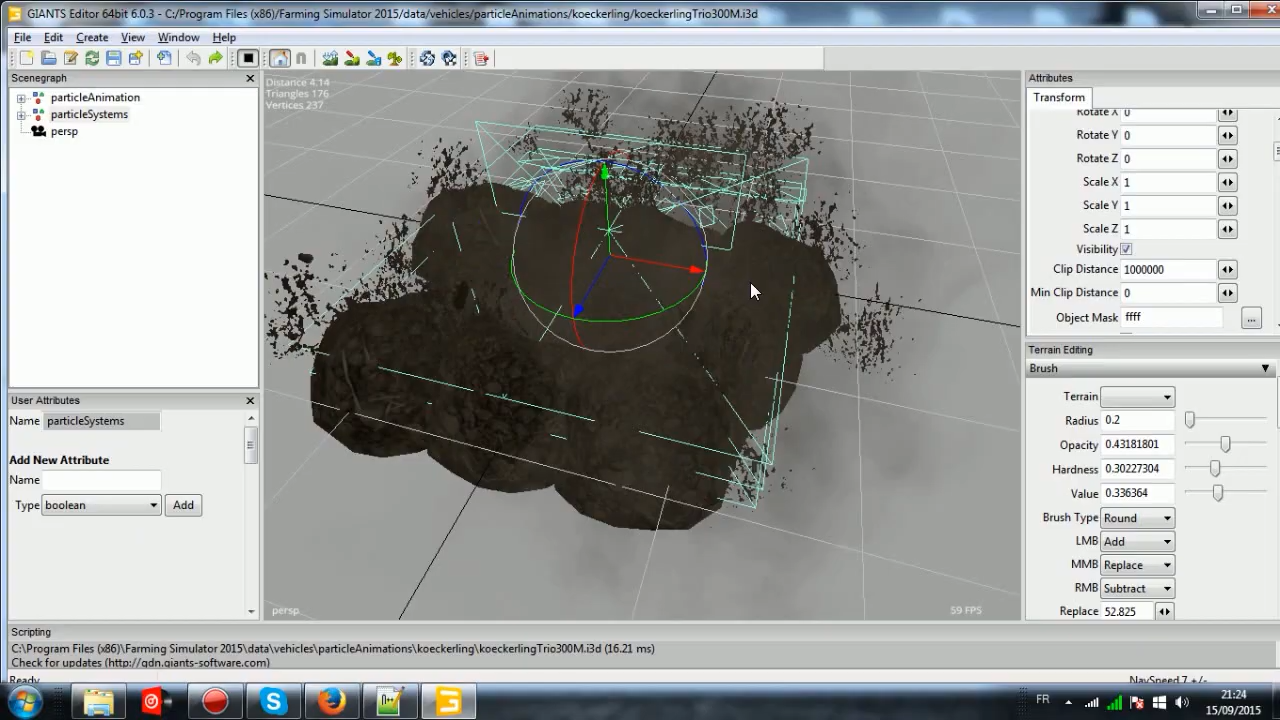 GIANTS Editor 64bit 6.0.3 - C:/Program Files (x86)/Farming Simulator 2015/data/vehicles/particleAnimations/koeckerling/koeckerlingTrio300M.i3d
File Edit Create View Window Help
Scenegraph
particleAnimation
particleSystems
persp
User Attributes
Name particleSystems
Add New Attribute
Name
Type boolean Add
Distance 4.14
Triangles 176
Vertices 237
persp
59 FPS
Attributes
Transform
Rotate X 0
Rotate Y 0
Rotate Z 0
Scale X 1
Scale Y 1
Scale Z 1
Visibility
Clip Distance 1000000
Min Clip Distance 0
Object Mask ffff ...
Terrain Editing
Brush
Terrain
Radius 0.2
Opacity 0.43181801
Hardness 0.30227304
Value 0.336364
Brush Type Round
LMB Add
MMB Replace
RMB Subtract
Replace 52.825
Scripting
C:\Program Files (x86)\Farming Simulator 2015\data\vehicles\particleAnimations\koeckerling\koeckerlingTrio300M.i3d (16.21 ms)
Check for updates (http://gdn.giants-software.com)
Ready
NavSpeed 7 +/-
FR
21:24
15/09/2015